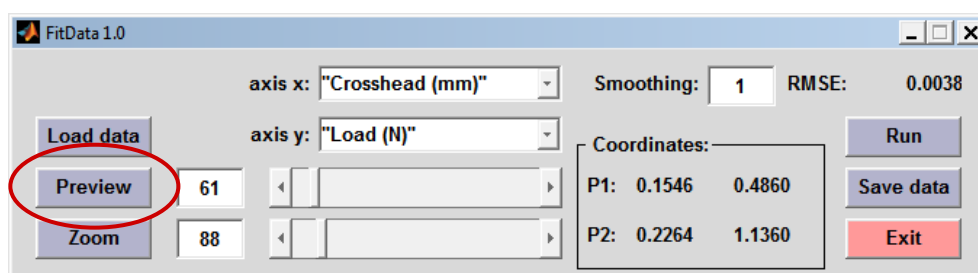 FitData 1.0
axis x: "Crosshead (mm)" Smoothing: 1 RMSE: 0.0038
Load data axis y: "Load (N)" Coordinates: Run
Preview 61 P1: 0.1546 0.4860 Save data
Zoom 88 P2: 0.2264 1.1360 Exit